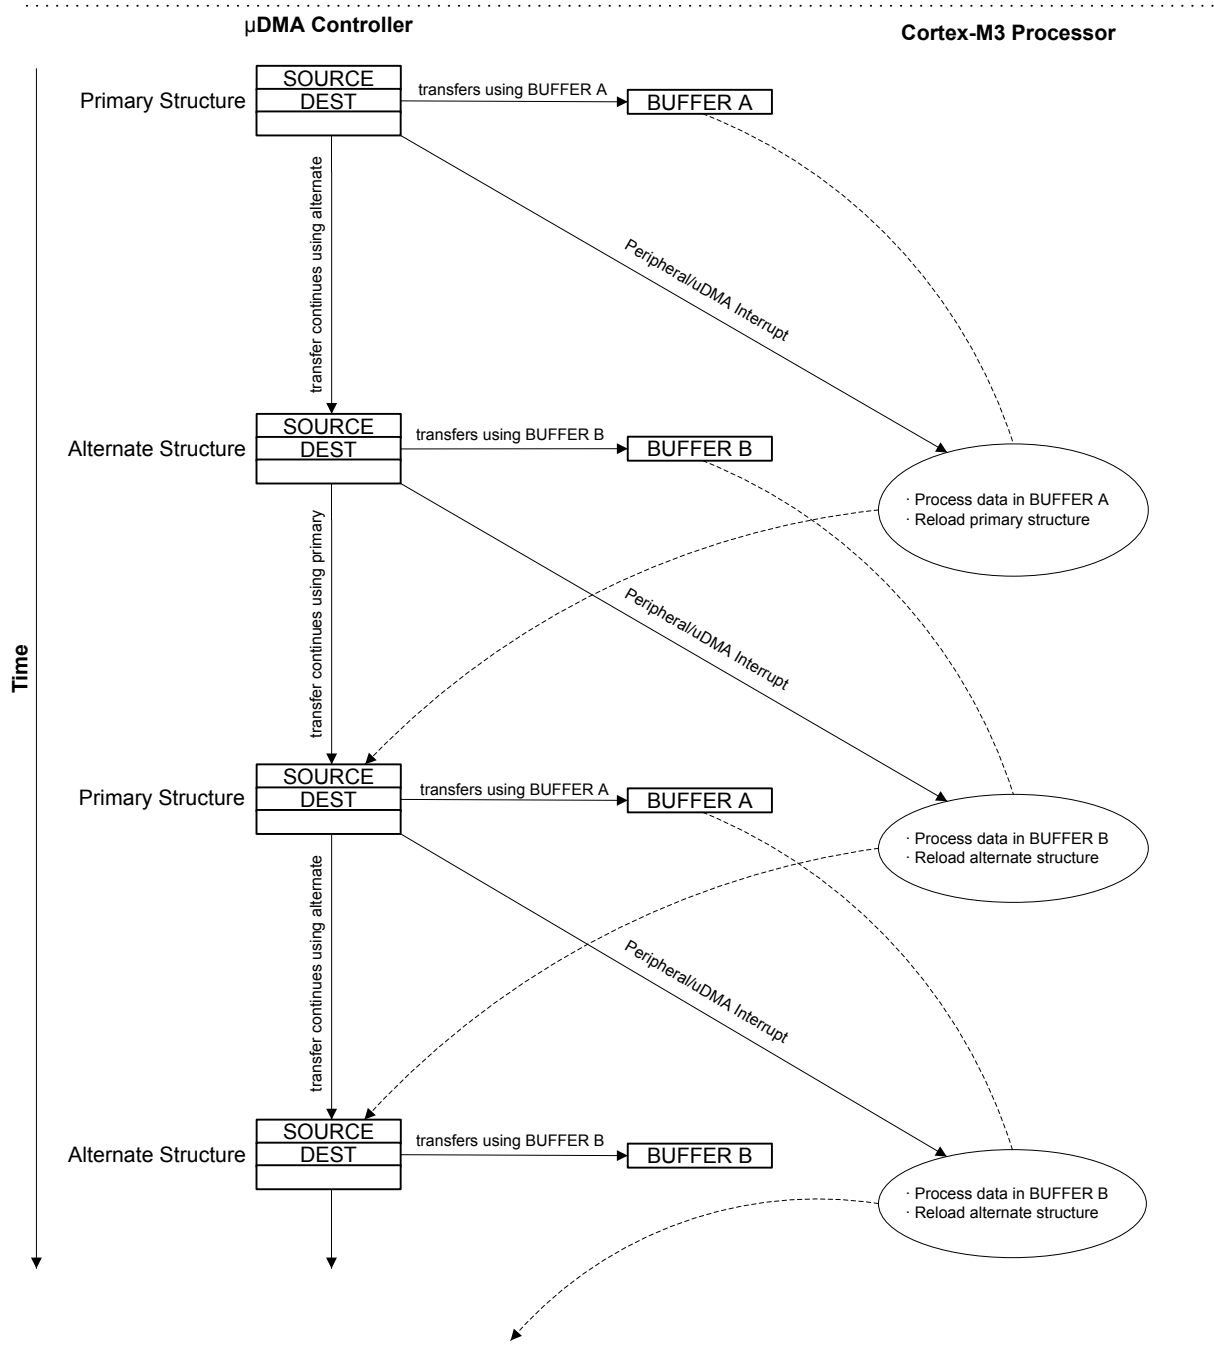 µDMA Controller
Cortex-M3 Processor
SOURCE
Primary Structure
DEST
transfers using BUFFER A
BUFFER A
transfer continues using alternate
Peripheral/uDMA Interrupt
SOURCE
Alternate Structure
DEST
transfers using BUFFER B
BUFFER B
· Process data in BUFFER A
· Reload primary structure
transfer continues using primary
Peripheral/uDMA Interrupt
Time
SOURCE
Primary Structure
DEST
transfers using BUFFER A
BUFFER A
· Process data in BUFFER B
· Reload alternate structure
transfer continues using alternate
Peripheral/uDMA Interrupt
SOURCE
Alternate Structure
DEST
transfers using BUFFER B
BUFFER B
· Process data in BUFFER B
· Reload alternate structure